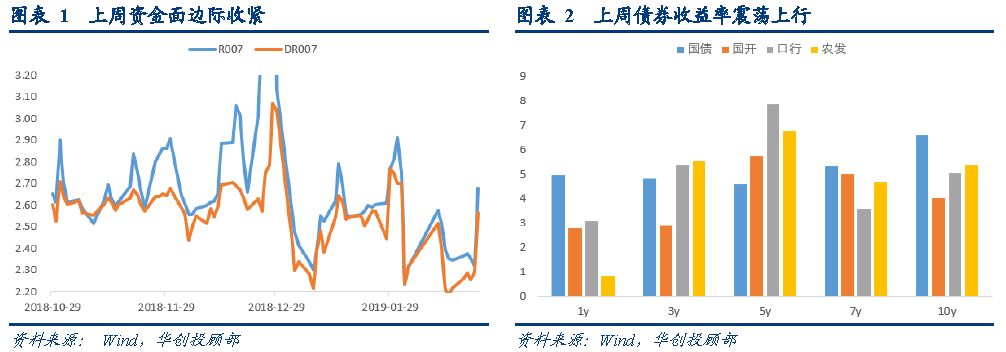 图表 1 上周资金面边际收紧
R007 DR007
3.20
3.10
3.00
2.90
2.80
2.70
2.60
2.50
2.40
2.30
2.20
2018-10-29 2018-11-29 2018-12-29 2019-01-29
资料来源: Wind, 华创投顾部
图表 2 上周债券收益率震荡上行
国债 国开 口行 农发
9
8
7
6
5
4
3
2
1
0
1y 3y 5y 7y 10y
资料来源: Wind, 华创投顾部